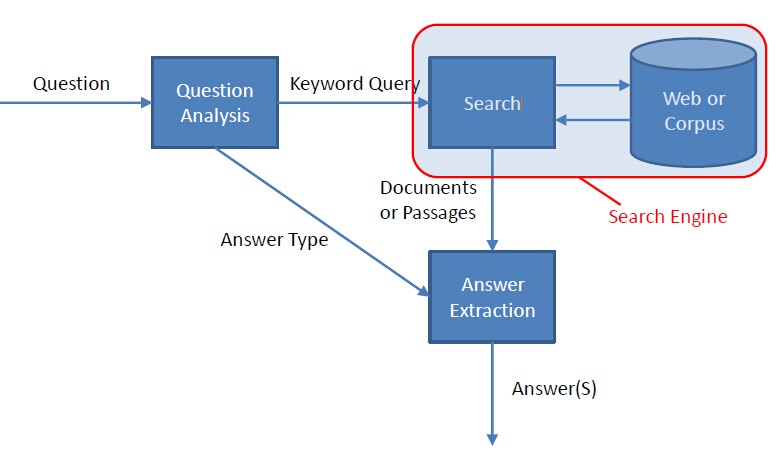 Question
Question
Analysis
Keyword Query
Search
Web or
Corpus
Documents
or Passages
Search Engine
Answer Type
Answer
Extraction
Answer(S)